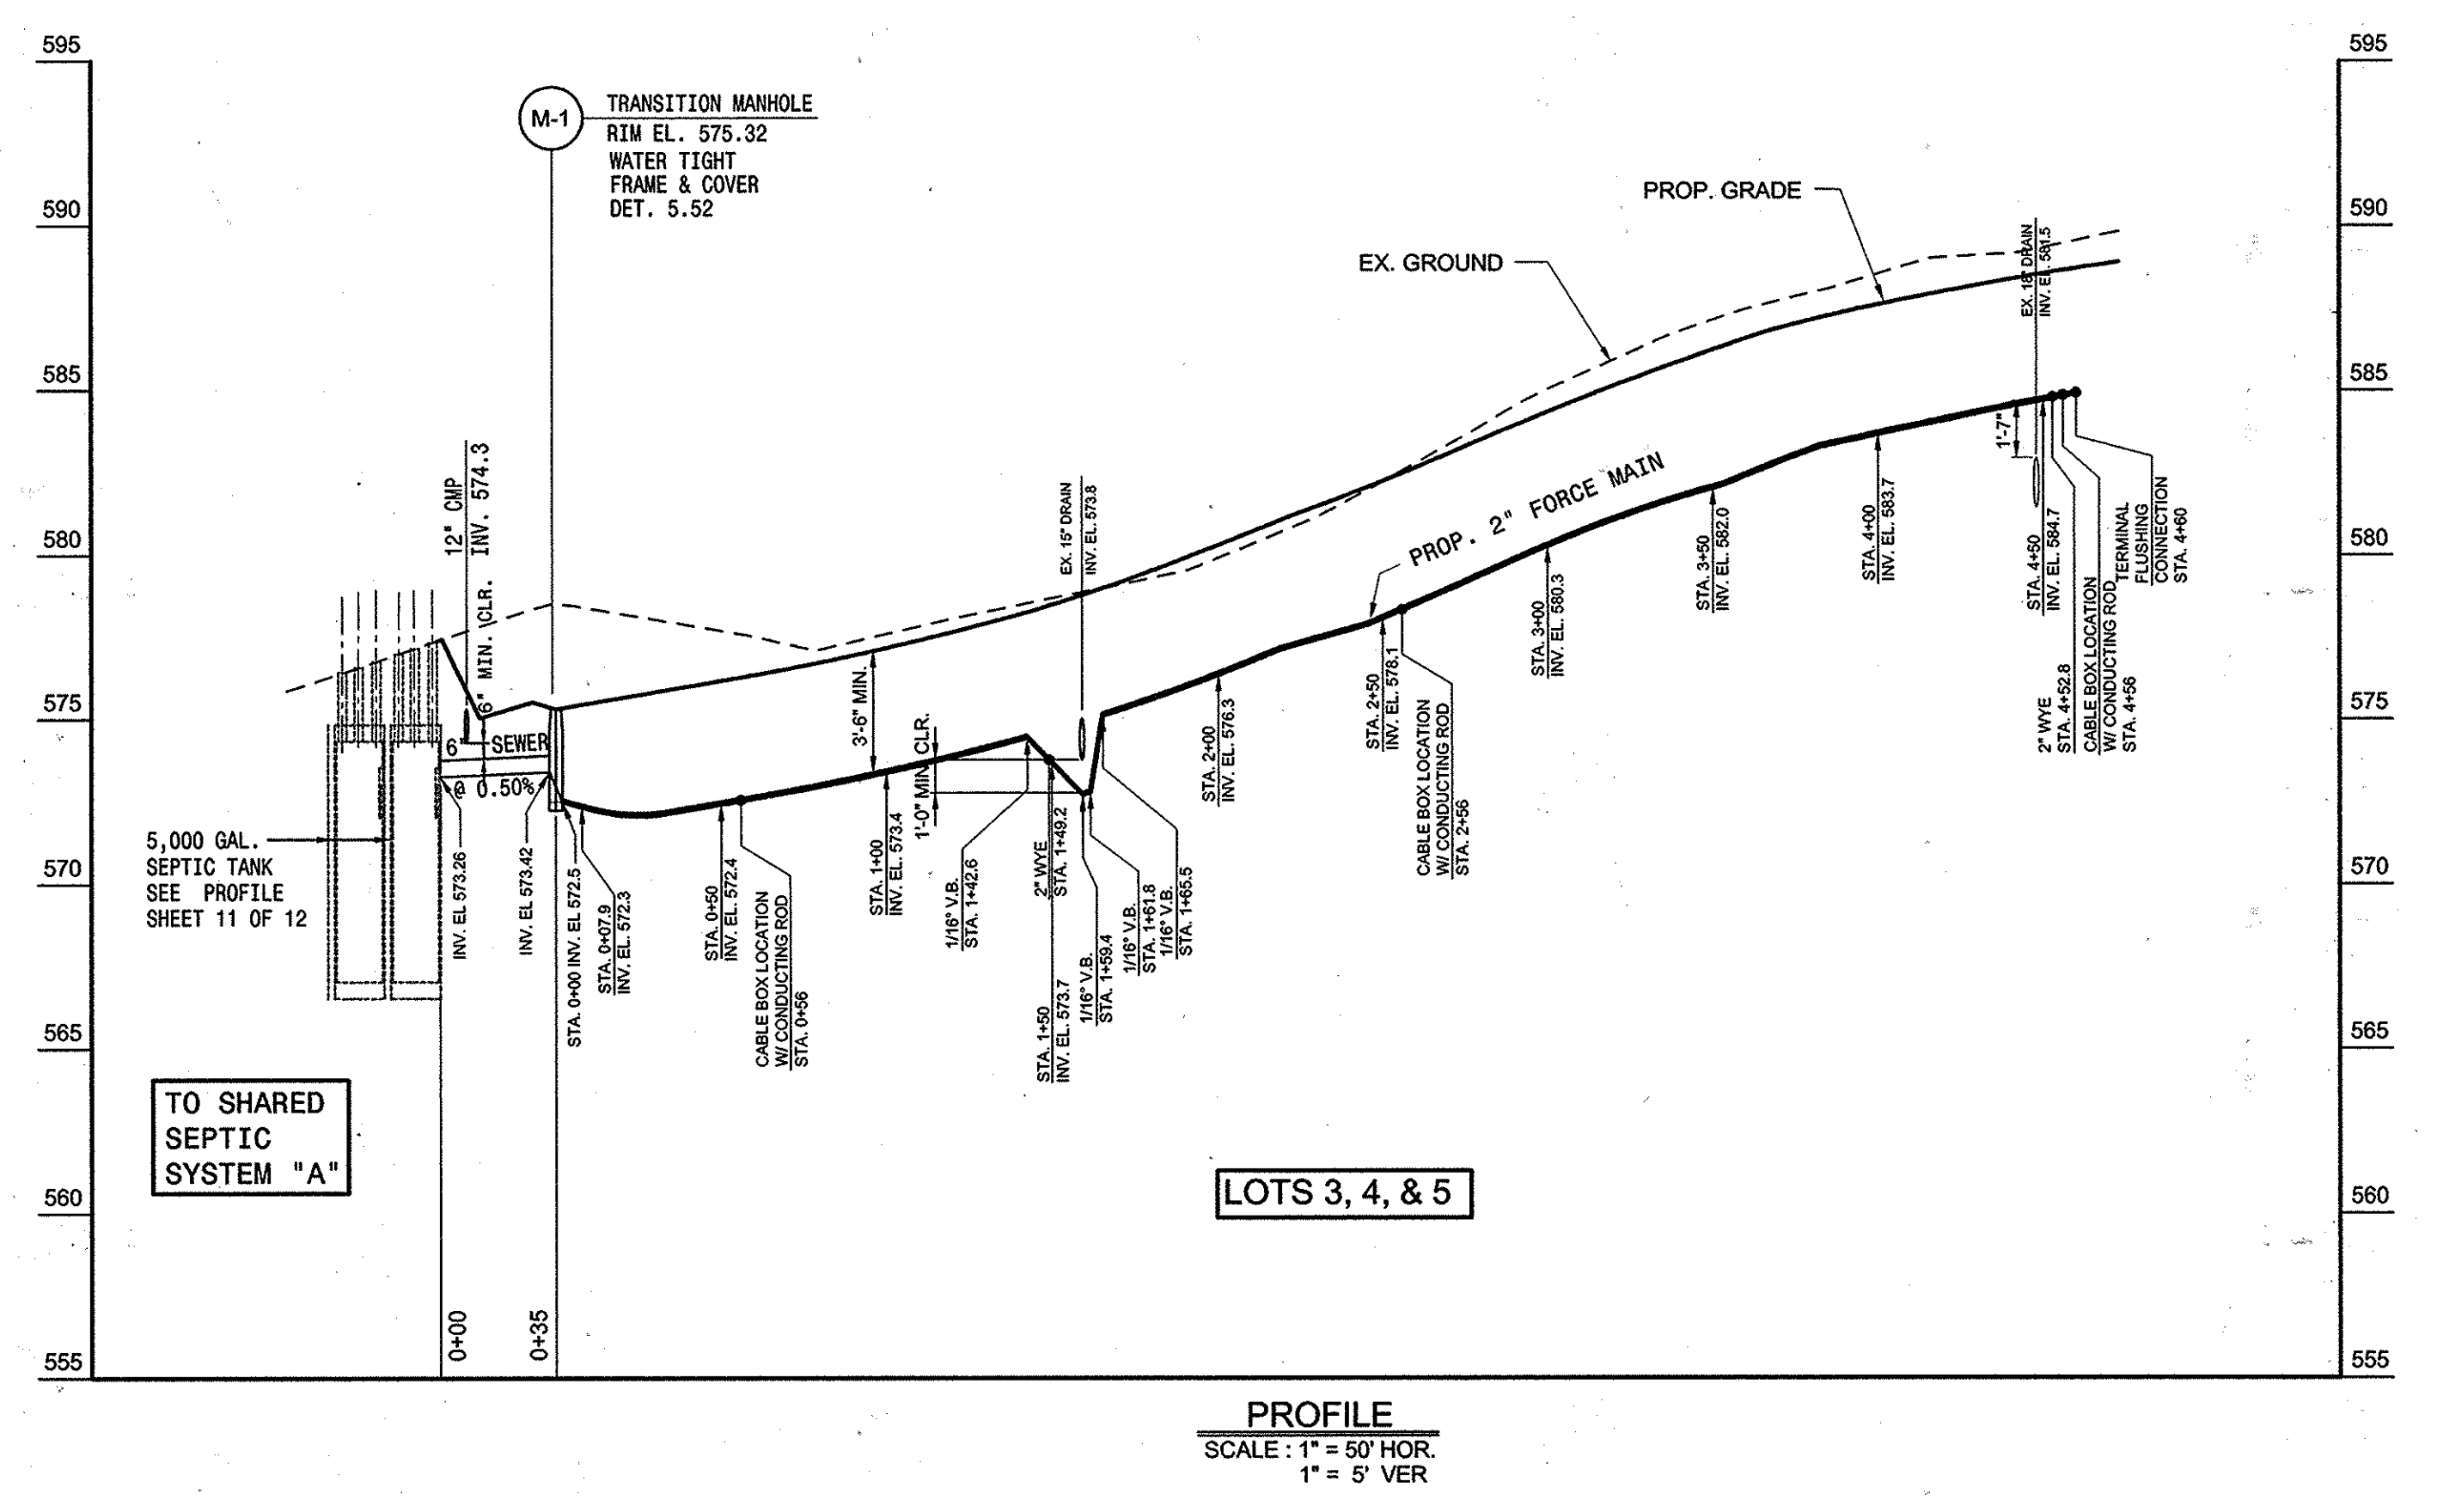 595
590
585
580
575
570
565
560
555
595
590
585
580
575
570
565
560
555
M-1
TRANSITION MANHOLE
RIM EL. 575.32
WATER TIGHT
FRAME & COVER
DET. 5.52
PROP. GRADE
EX. GROUND
EX. 18" DRAIN
INV. EL. 581.5
12" CMP
INV. 574.3
6" MIN. CLR.
6" SEWER
@ 0.50%
EX. 15" DRAIN
INV. EL. 573.8
PROP. 2" FORCE MAIN
3'-6" MIN.
1'-0" MIN. CLR.
1'-7"
5,000 GAL.
SEPTIC TANK
SEE PROFILE
SHEET 11 OF 12
INV. EL 573.26
INV. EL 573.42
STA. 0+00 INV. EL 572.5
STA. 0+07.9
INV. EL. 572.3
STA. 0+50
INV. EL. 572.4
CABLE BOX LOCATION
W/ CONDUCTING ROD
STA. 0+56
STA. 1+00
INV. EL. 573.4
1/16° V.B.
STA. 1+42.6
2" WYE
STA. 1+49.2
STA. 1+50
INV. EL. 573.7
1/16° V.B.
STA. 1+59.4
1/16° V.B.
STA. 1+61.8
1/16° V.B.
STA. 1+65.5
STA. 2+00
INV. EL. 576.3
STA. 2+50
INV. EL. 578.1
CABLE BOX LOCATION
W/ CONDUCTING ROD
STA. 2+56
STA. 3+00
INV. EL. 580.3
STA. 3+50
INV. EL. 582.0
STA. 4+00
INV. EL. 583.7
STA. 4+50
INV. EL. 584.7
2" WYE
STA. 4+52.8
CABLE BOX LOCATION
W/ CONDUCTING ROD
STA. 4+56
TERMINAL
FLUSHING
CONNECTION
STA. 4+60
TO SHARED
SEPTIC
SYSTEM "A"
LOTS 3, 4, & 5
0+00
0+35
PROFILE
SCALE : 1" = 50' HOR.
1" = 5' VER